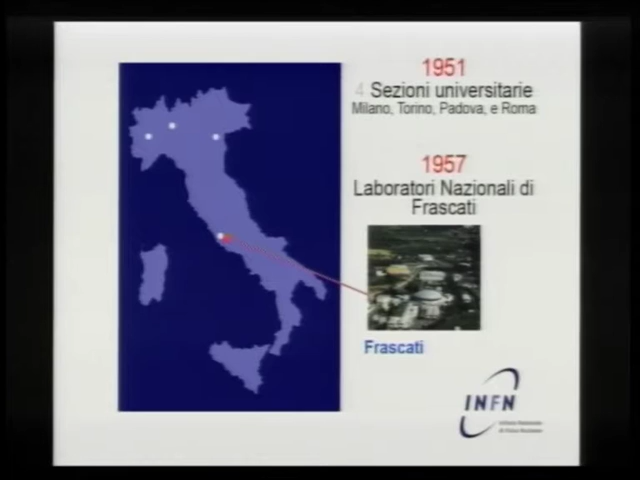 1951
4 Sezioni universitarie
Milano, Torino, Padova, e Roma
1957
Laboratori Nazionali di
Frascati
Frascati
INFN